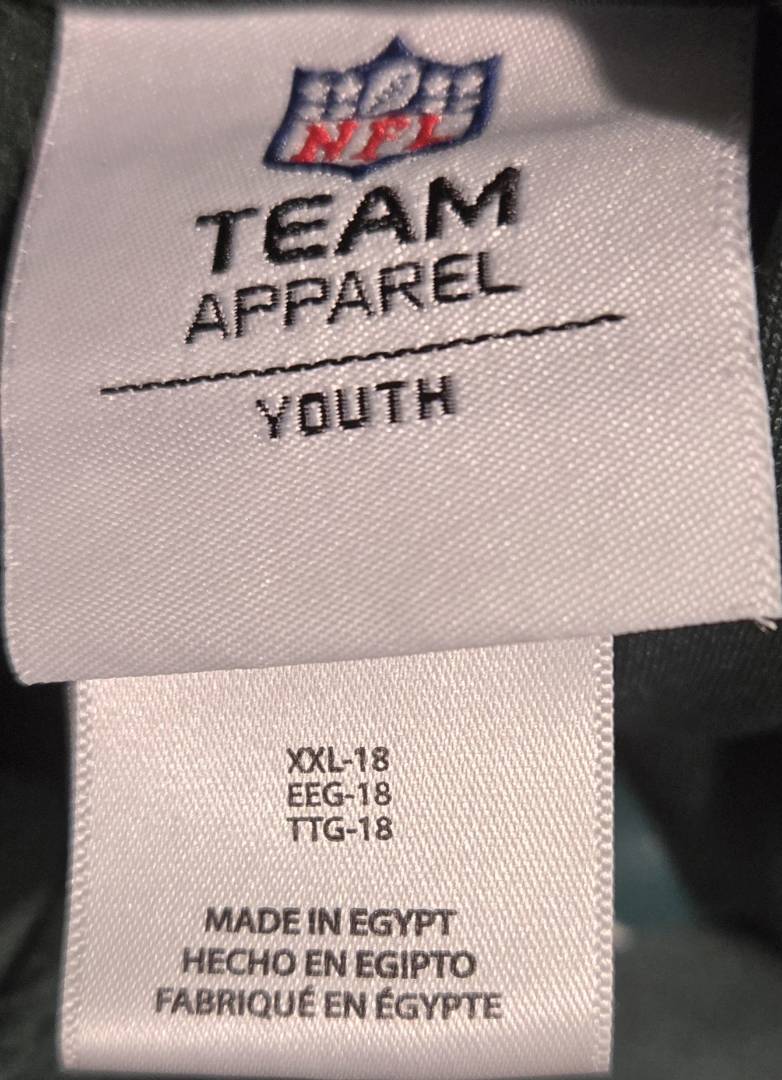 NFL
TEAM
APPAREL
YOUTH
XXL-18
EEG-18
TTG-18
MADE IN EGYPT
HECHO EN EGIPTO
FABRIQUÉ EN ÉGYPTE